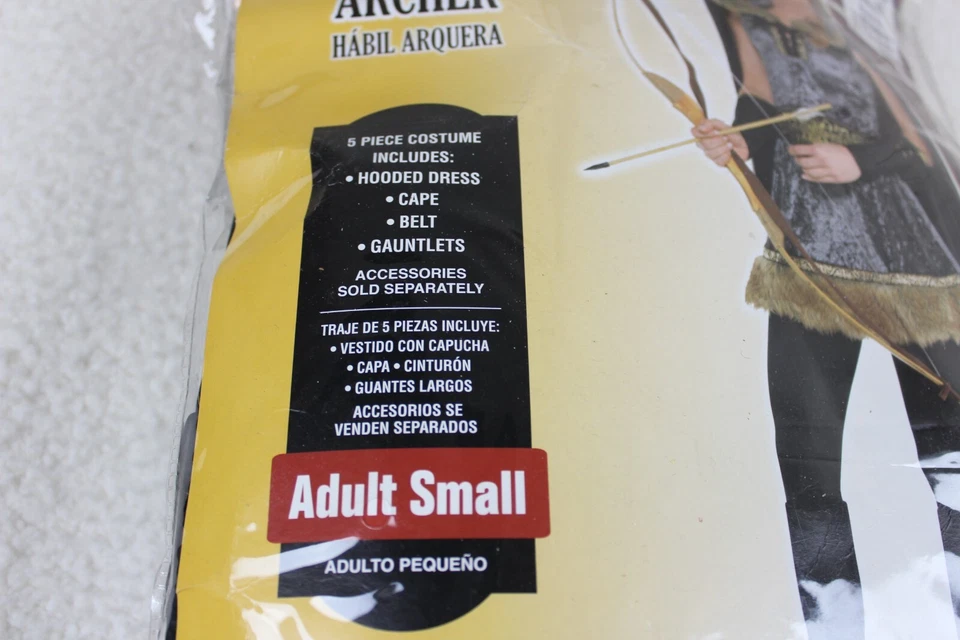 ARCHER
HÁBIL ARQUERA
5 PIECE COSTUME
INCLUDES:
• HOODED DRESS
• CAPE
• BELT
• GAUNTLETS
ACCESSORIES
SOLD SEPARATELY
TRAJE DE 5 PIEZAS INCLUYE:
• VESTIDO CON CAPUCHA
• CAPA • CINTURÓN
• GUANTES LARGOS
ACCESORIOS SE
VENDEN SEPARADOS
Adult Small
ADULTO PEQUEÑO